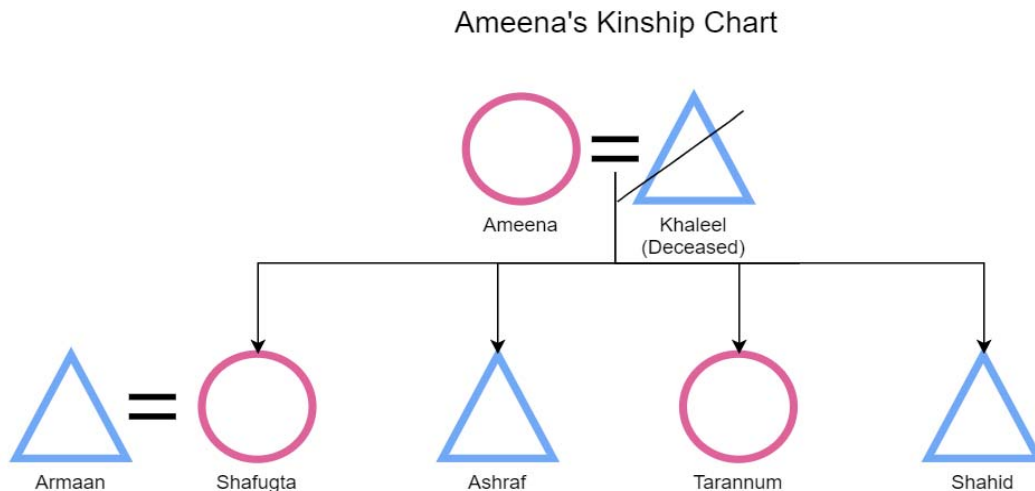 Ameena's Kinship Chart
Ameena
Khaleel
(Deceased)
Armaan
Shafugta
Ashraf
Tarannum
Shahid